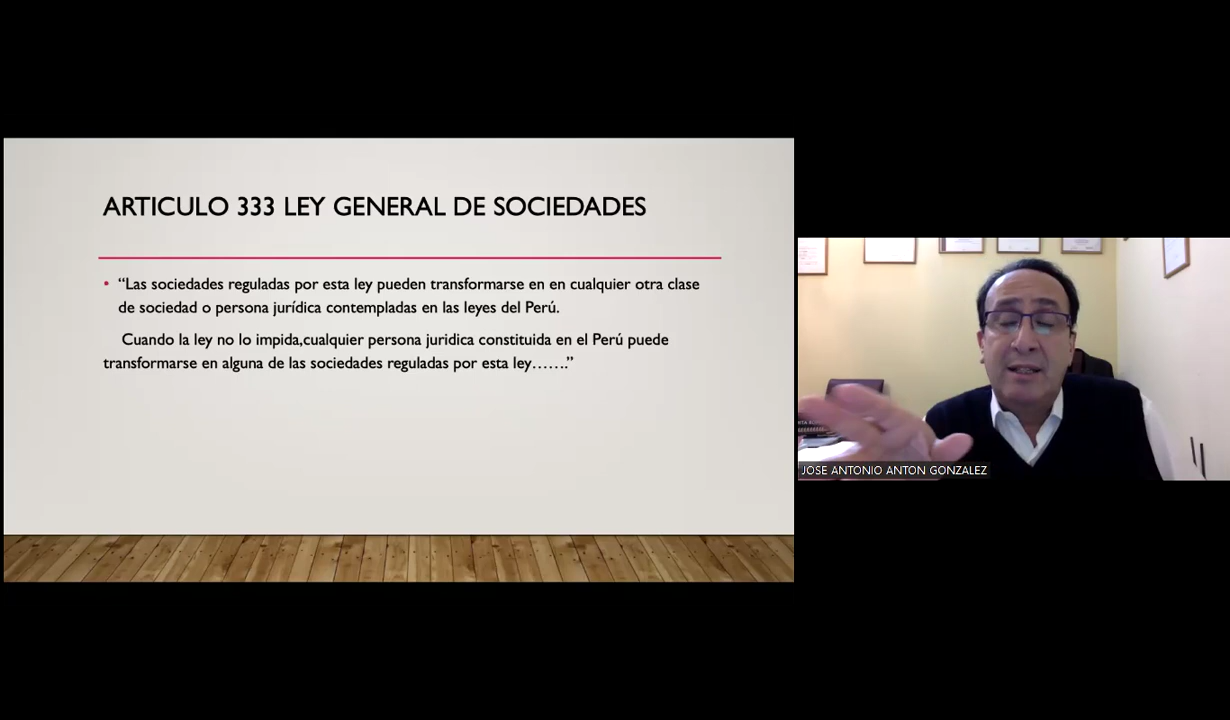 ARTICULO 333 LEY GENERAL DE SOCIEDADES
• “Las sociedades reguladas por esta ley pueden transformarse en en cualquier otra clase
de sociedad o persona jurídica contempladas en las leyes del Perú.
Cuando la ley no lo impida,cualquier persona juridica constituida en el Perú puede
transformarse en alguna de las sociedades reguladas por esta ley…….”
JOSE ANTONIO ANTON GONZALEZ